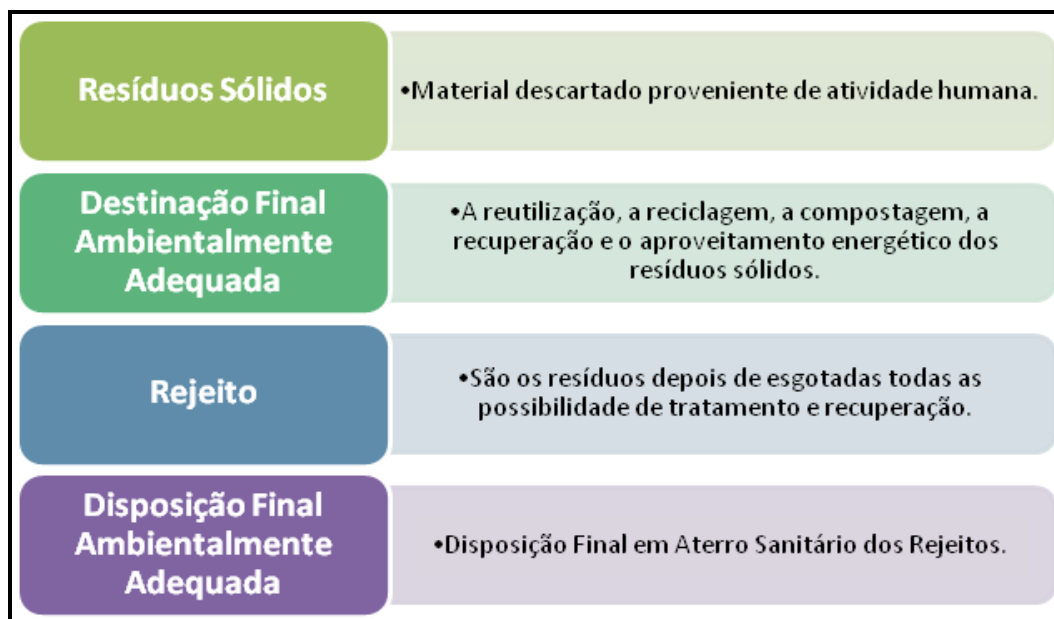 Resíduos Sólidos
•Material descartado proveniente de atividade humana.
Destinação Final
Ambientalmente
Adequada
•A reutilização, a reciclagem, a compostagem, a
recuperação e o aproveitamento energético dos
resíduos sólidos.
Rejeito
•São os resíduos depois de esgotadas todas as
possibilidade de tratamento e recuperação.
Disposição Final
Ambientalmente
Adequada
•Disposição Final em Aterro Sanitário dos Rejeitos.